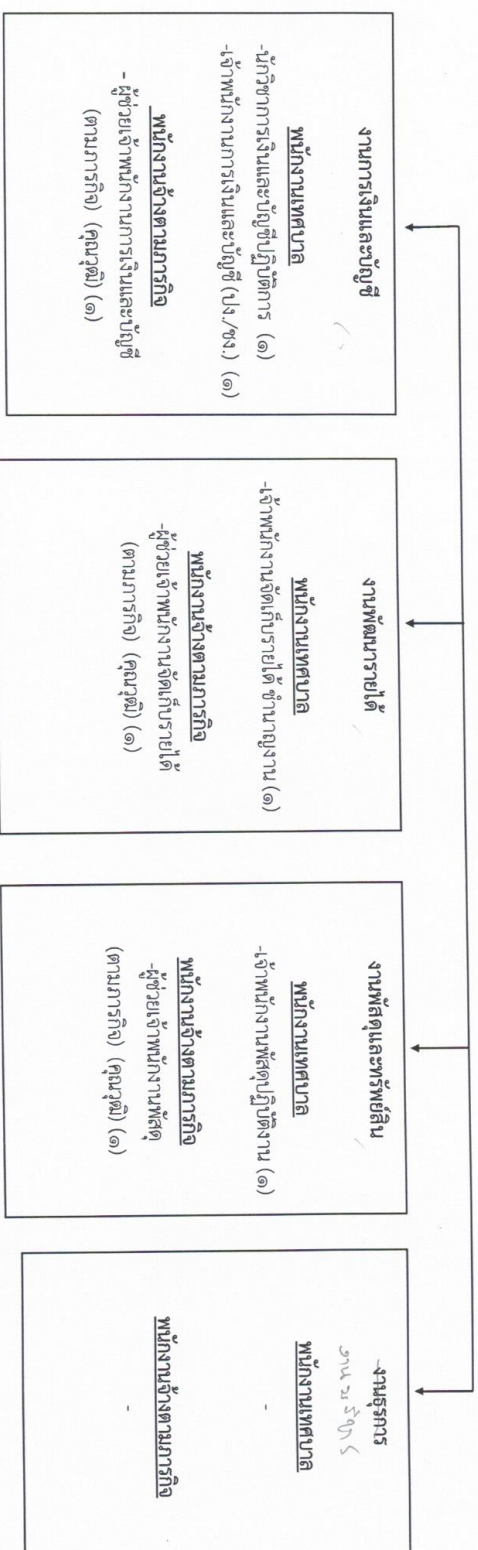 งานการเงินและบัญชี
พนักงานเทศบาล
-นักวิชาการเงินและบัญชีปฏิบัติการ (๑)
-เจ้าพนักงานการเงินและบัญชี (ปง./ชง.) (๑)
พนักงานจ้างตามภารกิจ
- ผู้ช่วยเจ้าพนักงานการเงินและบัญชี
(ตามภารกิจ) (คุณวุฒิ) (๑)
งานพัฒนารายได้
พนักงานเทศบาล
-เจ้าพนักงานจัดเก็บรายได้ ชำนาญงาน (๑)
พนักงานจ้างตามภารกิจ
-ผู้ช่วยเจ้าพนักงานจัดเก็บรายได้
(ตามภารกิจ) (คุณวุฒิ) (๑)
งานพัสดุและทรัพย์สิน
พนักงานเทศบาล
-เจ้าพนักงานพัสดุปฏิบัติงาน (๑)
พนักงานจ้างตามภารกิจ
-ผู้ช่วยเจ้าพนักงานพัสดุ
(ตามภารกิจ) (คุณวุฒิ) (๑)
งานธุรการ
พนักงานเทศบาล
-
พนักงานจ้างตามภารกิจ
-